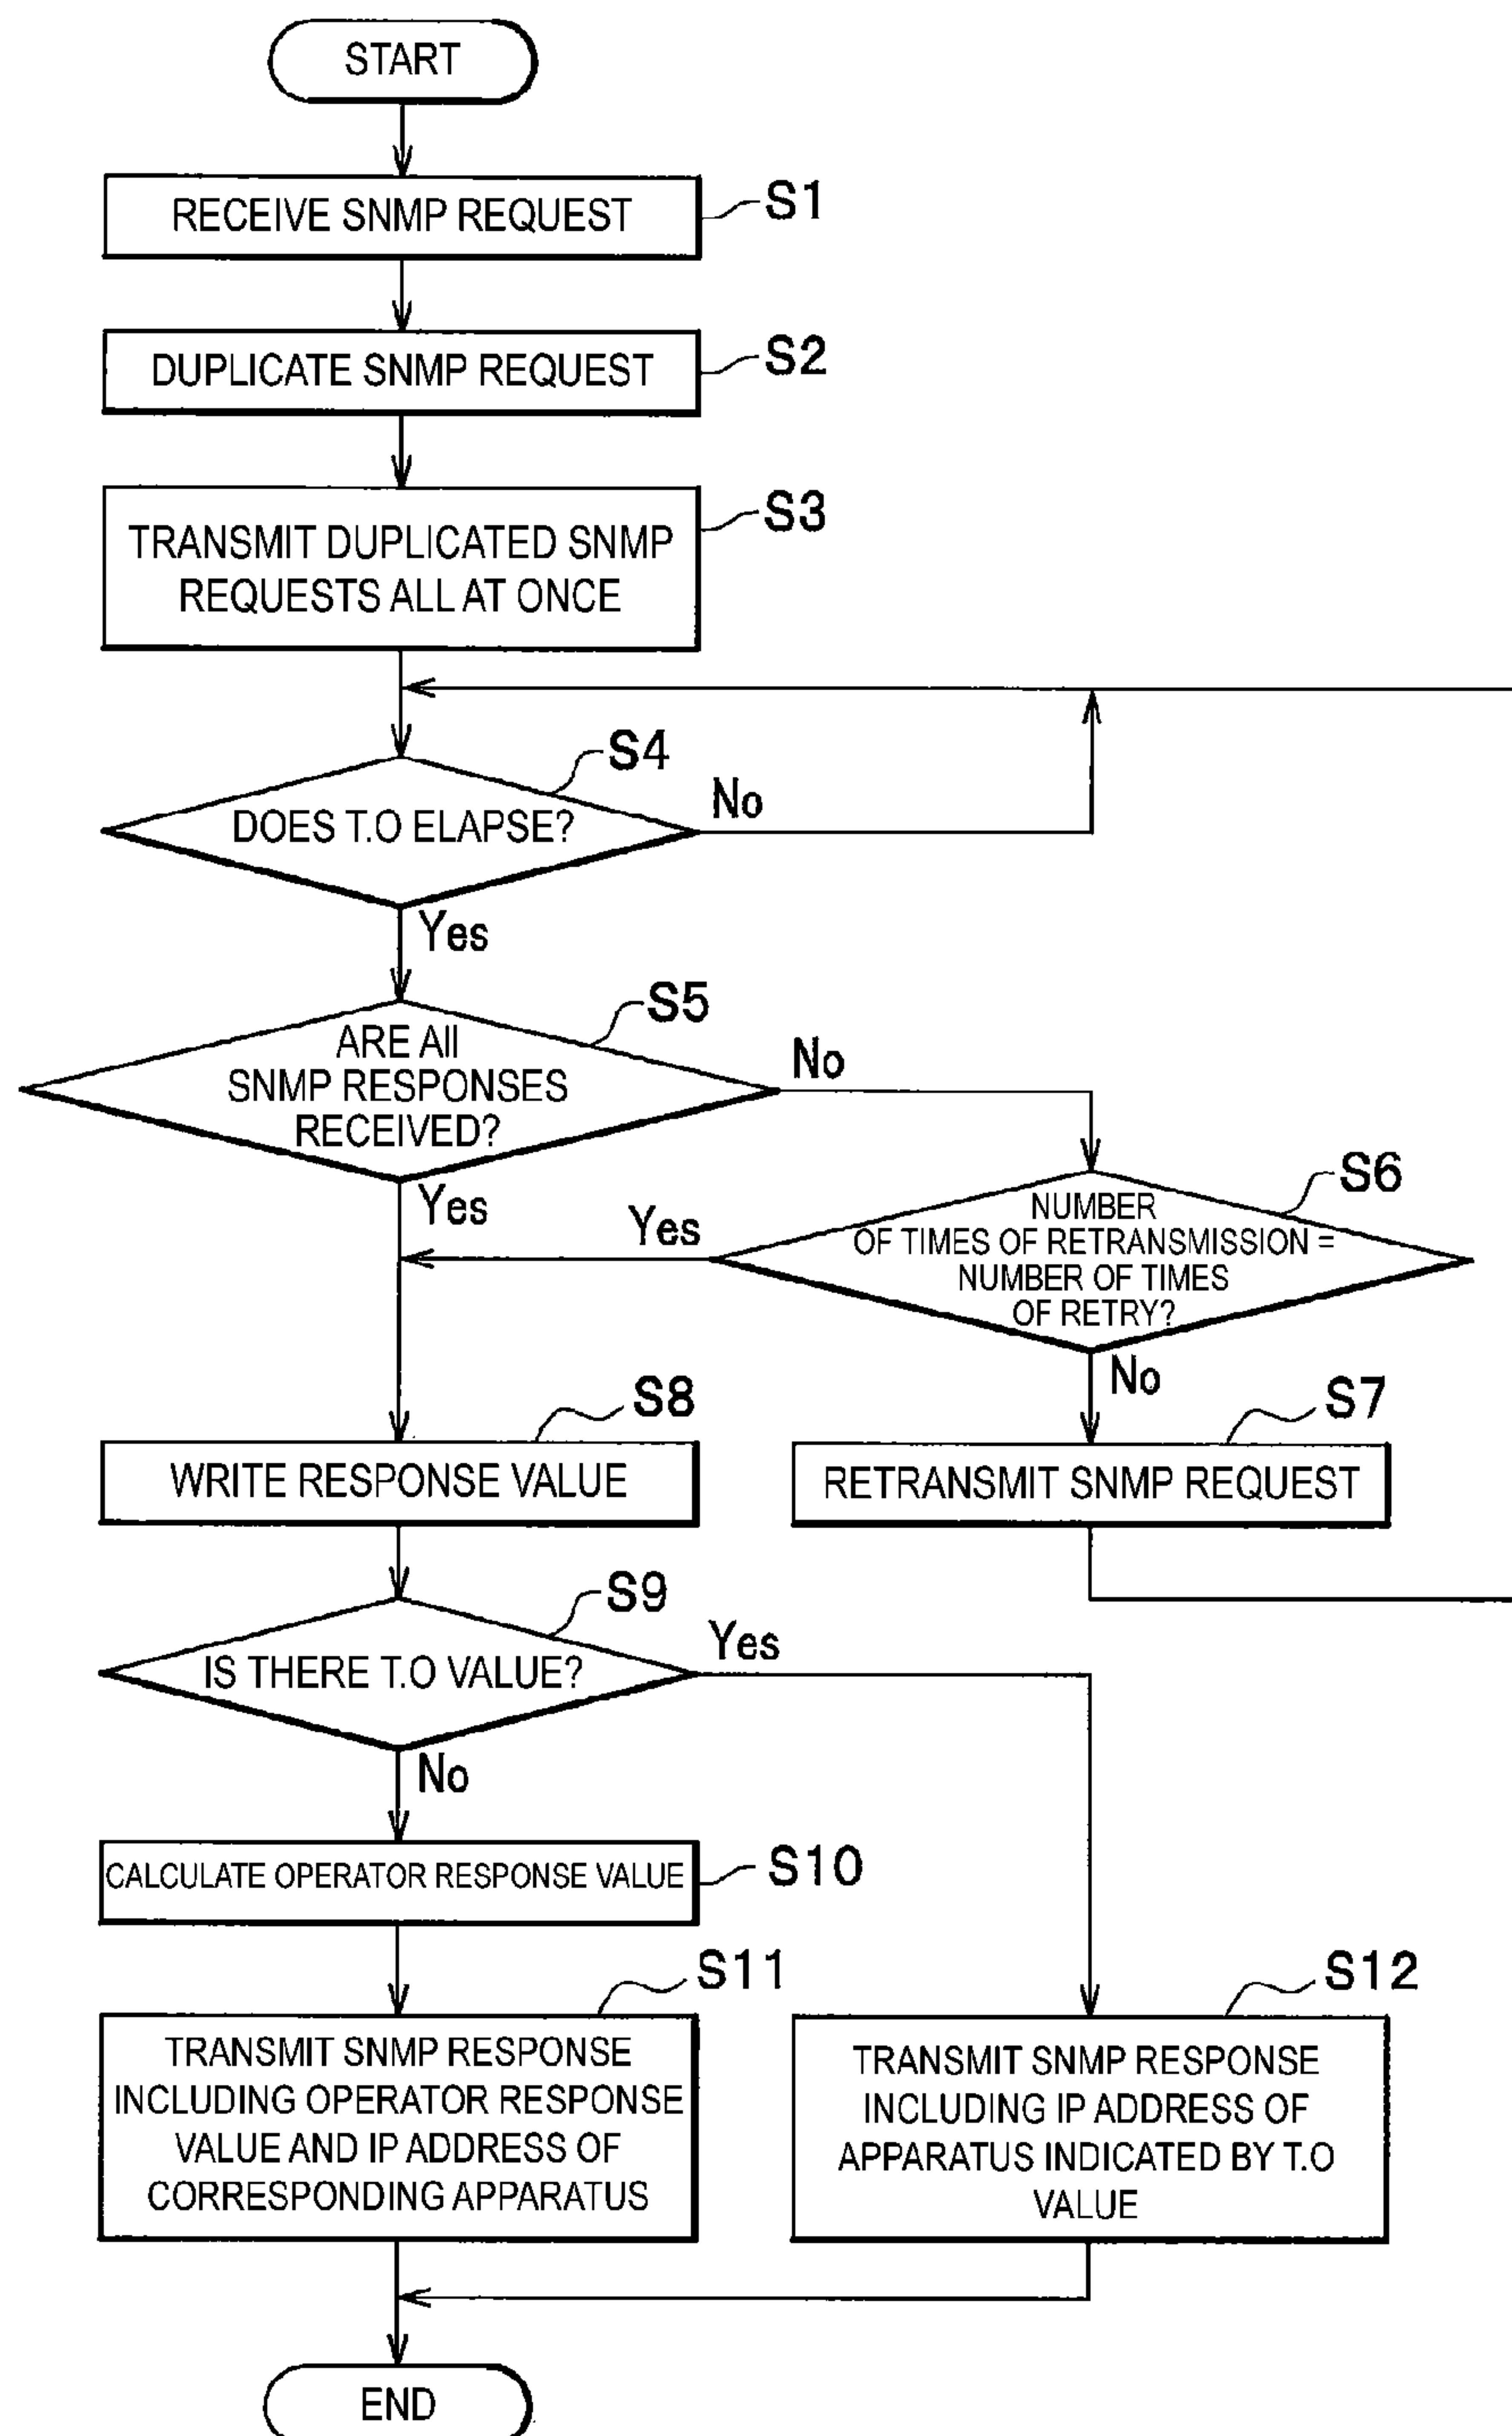 START
RECEIVE SNMP REQUEST
S1
DUPLICATE SNMP REQUEST
S2
TRANSMIT DUPLICATED SNMP
REQUESTS ALL AT ONCE
S3
DOES T.O ELAPSE?
S4
No
Yes
ARE All
SNMP RESPONSES
RECEIVED?
S5
No
Yes
NUMBER
OF TIMES OF RETRANSMISSION =
NUMBER OF TIMES
OF RETRY?
S6
Yes
No
RETRANSMIT SNMP REQUEST
S7
WRITE RESPONSE VALUE
S8
IS THERE T.O VALUE?
S9
Yes
No
CALCULATE OPERATOR RESPONSE VALUE
S10
TRANSMIT SNMP RESPONSE
INCLUDING OPERATOR RESPONSE
VALUE AND IP ADDRESS OF
CORRESPONDING APPARATUS
S11
TRANSMIT SNMP RESPONSE
INCLUDING IP ADDRESS OF
APPARATUS INDICATED BY T.O
VALUE
S12
END